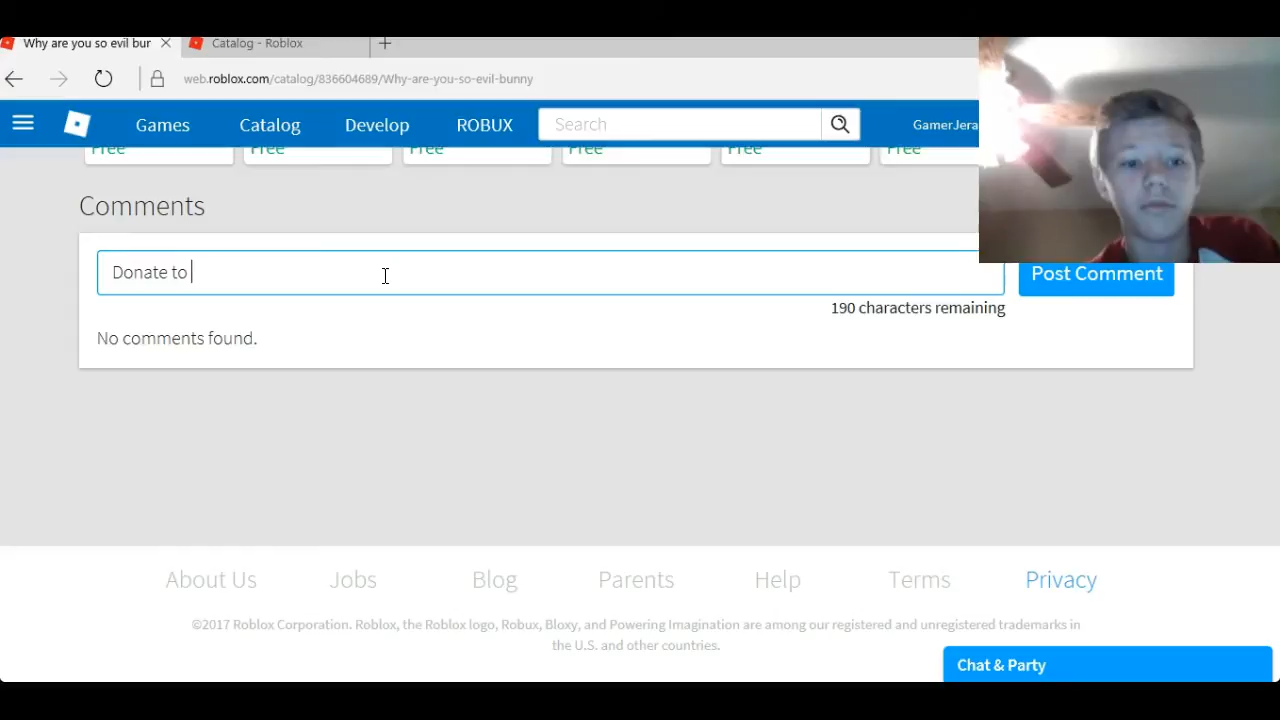 Why are you so evil bur
Catalog - Roblox
web.roblox.com/catalog/836604689/Why-are-you-so-evil-bunny
Games Catalog Develop ROBUX Search GamerJera
Free Free Free Free Free Free
Comments
Donate to
Post Comment
190 characters remaining
No comments found.
About Us Jobs Blog Parents Help Terms Privacy
©2017 Roblox Corporation. Roblox, the Roblox logo, Robux, Bloxy, and Powering Imagination are among our registered and unregistered trademarks in
the U.S. and other countries.
Chat & Party